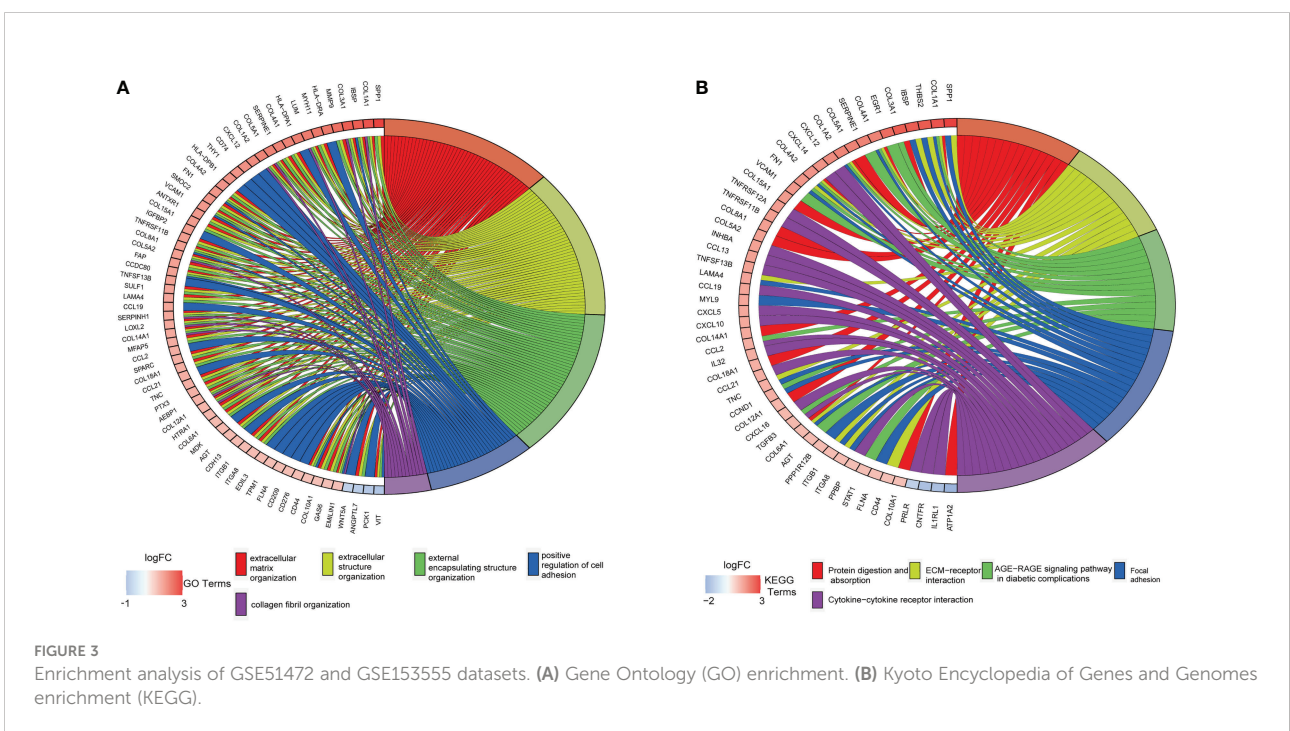 A
SPP1
COL1A1
IBSP
COL3A1
MMP9
HLA-DRA
MYH11
LUM
HLA-DPA1
COL4A1
SERPINE1
COL5A1
COL1A2
CXCL12
CD74
THY1
HLA-DPB1
COL4A2
FN1
SMOC2
VCAM1
ANTXR1
COL15A1
IGFBP2
TNFRSF11B
COL8A1
COL5A2
FAP
CCDC80
TNFSF13B
SULF1
LAMA4
CCL19
SERPINH1
LOXL2
COL14A1
MFAP5
CCL2
SPARC
COL18A1
CCL21
TNC
PTX3
AEBP1
COL12A1
HTRA1
COL6A1
MDK
AGT
CDH13
ITGB1
ITGA8
EDIL3
TPM1
FLNA
CD209
CD276
CD44
COL10A1
GAS6
EMILIN1
WNT5A
ANGPTL7
PCK1
VIT
logFC
-1
3
GO Terms
extracellular
matrix
organization
extracellular
structure
organization
external
encapsulating structure
organization
positive
regulation of cell
adhesion
collagen fibril organization
B
SPP1
COL1A1
THBS2
IBSP
COL3A1
EGR1
COL4A1
SERPINE1
COL5A1
COL1A2
CXCL12
CXCL14
COL4A2
FN1
VCAM1
COL15A1
TNFRSF12A
TNFRSF11B
COL8A1
COL5A2
INHBA
CCL13
TNFSF13B
LAMA4
CCL19
MYL9
CXCL5
CXCL10
COL14A1
CCL2
IL32
COL18A1
CCL21
TNC
CCND1
COL12A1
CXCL16
TGFB3
COL6A1
AGT
PPP1R12B
ITGB1
ITGA8
PPBP
STAT1
FLNA
CD44
COL10A1
PRLR
CNTFR
IL1RL1
ATP1A2
logFC
−2
3
KEGG
Terms
Protein digestion and
absorption
ECM−receptor
interaction
AGE−RAGE signaling pathway
in diabetic complications
Focal
adhesion
Cytokine−cytokine receptor interaction
FIGURE 3
Enrichment analysis of GSE51472 and GSE153555 datasets. (A) Gene Ontology (GO) enrichment. (B) Kyoto Encyclopedia of Genes and Genomes
enrichment (KEGG).